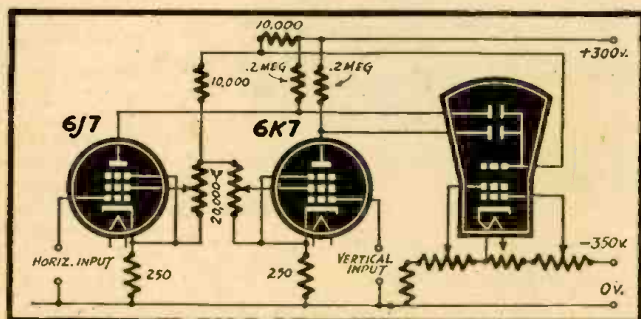 10,000
+300V.
.2 MEG
.2 MEG
10,000
6J7
6K7
20,000
HORIZ. INPUT
250
250
VERTICAL
INPUT
-350V.
0V.